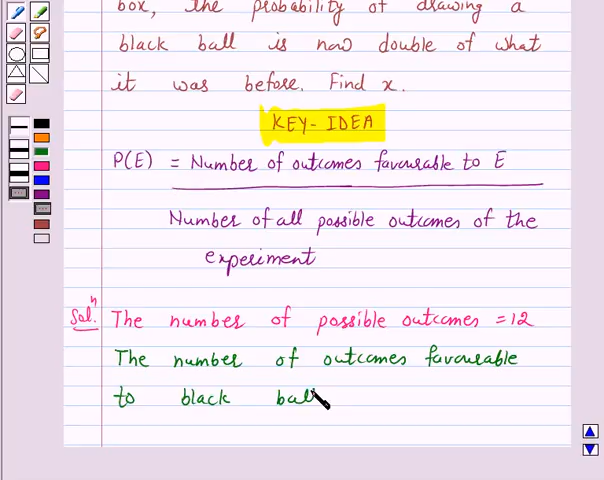 box, the probability of drawing a
black ball is now double of what
it was before. Find x.
KEY-IDEA
P(E) = Number of outcomes favourable to E
Number of all possible outcomes of the
experiment
Solⁿ. The number of possible outcomes = 12
The number of outcomes favourable
to black ball